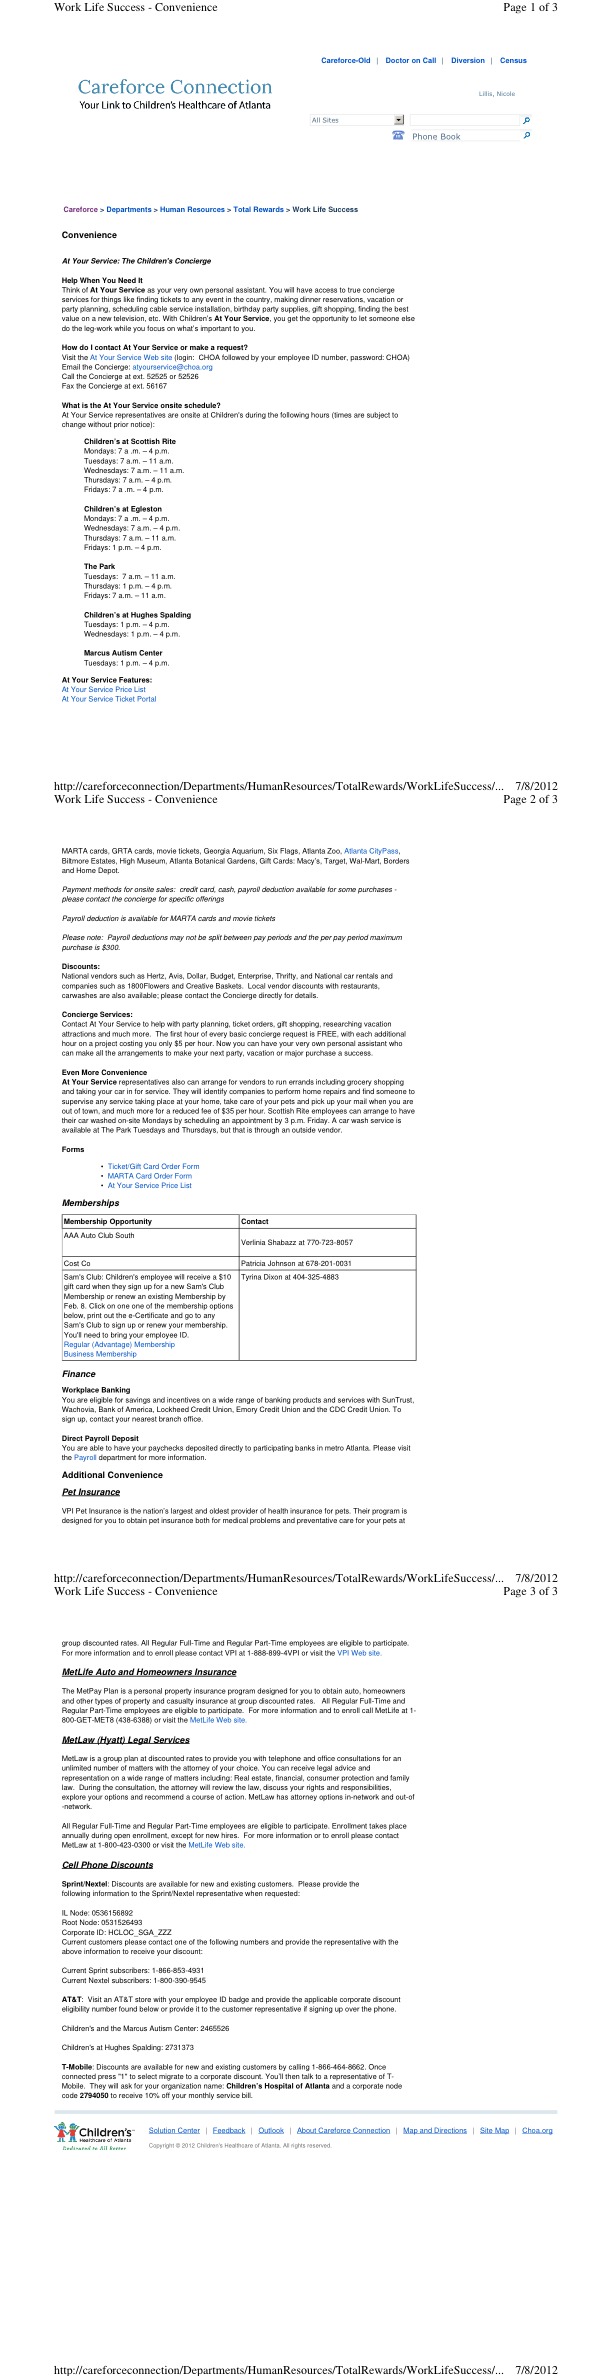 Work Life Success - Convenience Page 1 of 3
Careforce-Old | Doctor on Call | Diversion | Census
Careforce Connection
Your Link to Children's Healthcare of Atlanta
Lillis, Nicole
All Sites
Phone Book
Careforce > Departments > Human Resources > Total Rewards > Work Life Success
Convenience
At Your Service: The Children's Concierge
Help When You Need It
Think of At Your Service as your very own personal assistant. You will have access to true concierge
services for things like finding tickets to any event in the country, making dinner reservations, vacation or
party planning, scheduling cable service installation, birthday party supplies, gift shopping, finding the best
value on a new television, etc. With Children's At Your Service, you get the opportunity to let someone else
do the leg-work while you focus on what's important to you.
How do I contact At Your Service or make a request?
Visit the At Your Service Web site (login: CHOA followed by your employee ID number, password: CHOA)
Email the Concierge: atyourservice@choa.org
Call the Concierge at ext. 52525 or 52526
Fax the Concierge at ext. 56167
What is the At Your Service onsite schedule?
At Your Service representatives are onsite at Children's during the following hours (times are subject to
change without prior notice):
Children's at Scottish Rite
Mondays: 7 a .m. – 4 p.m.
Tuesdays: 7 a.m. – 11 a.m.
Wednesdays: 7 a.m. – 11 a.m.
Thursdays: 7 a.m. – 4 p.m.
Fridays: 7 a .m. – 4 p.m.
Children's at Egleston
Mondays: 7 a.m. – 4 p.m.
Wednesdays: 7 a.m. – 4 p.m.
Thursdays: 7 a.m. – 11 a.m.
Fridays: 1 p.m. – 4 p.m.
The Park
Tuesdays: 7 a.m. – 11 a.m.
Thursdays: 1 p.m. – 4 p.m.
Fridays: 7 a.m. – 11 a.m.
Children's at Hughes Spalding
Tuesdays: 1 p.m. – 4 p.m.
Wednesdays: 1 p.m. – 4 p.m.
Marcus Autism Center
Tuesdays: 1 p.m. – 4 p.m.
At Your Service Features:
At Your Service Price List
At Your Service Ticket Portal
http://careforceconnection/Departments/HumanResources/TotalRewards/WorkLifeSuccess/... 7/8/2012
Work Life Success - Convenience Page 2 of 3
MARTA cards, GRTA cards, movie tickets, Georgia Aquarium, Six Flags, Atlanta Zoo, Atlanta CityPass,
Biltmore Estates, High Museum, Atlanta Botanical Gardens, Gift Cards: Macy's, Target, Wal-Mart, Borders
and Home Depot.
Payment methods for onsite sales: credit card, cash, payroll deduction available for some purchases -
please contact the concierge for specific offerings
Payroll deduction is available for MARTA cards and movie tickets
Please note: Payroll deductions may not be split between pay periods and the per pay period maximum
purchase is $300.
Discounts:
National vendors such as Hertz, Avis, Dollar, Budget, Enterprise, Thrifty, and National car rentals and
companies such as 1800Flowers and Creative Baskets. Local vendor discounts with restaurants,
carwashes are also available; please contact the Concierge directly for details.
Concierge Services:
Contact At Your Service to help with party planning, ticket orders, gift shopping, researching vacation
attractions and much more. The first hour of every basic concierge request is FREE, with each additional
hour on a project costing you only $5 per hour. Now you can have your very own personal assistant who
can make all the arrangements to make your next party, vacation or major purchase a success.
Even More Convenience
At Your Service representatives also can arrange for vendors to run errands including grocery shopping
and taking your car in for service. They will identify companies to perform home repairs and find someone to
supervise any service taking place at your home, take care of your pets and pick up your mail when you are
out of town, and much more for a reduced fee of $35 per hour. Scottish Rite employees can arrange to have
their car washed on-site Mondays by scheduling an appointment by 3 p.m. Friday. A car wash service is
available at The Park Tuesdays and Thursdays, but that is through an outside vendor.
Forms
• Ticket/Gift Card Order Form
• MARTA Card Order Form
• At Your Service Price List
Memberships
Membership Opportunity Contact
AAA Auto Club South
Verlinia Shabazz at 770-723-8057
Cost Co Patricia Johnson at 678-201-0031
Sam's Club: Children's employee will receive a $10 Tyrina Dixon at 404-325-4883
gift card when they sign up for a new Sam's Club
Membership or renew an existing Membership by
Feb. 8. Click on one one of the membership options
below, print out the e-Certificate and go to any
Sam's Club to sign up or renew your membership.
You'll need to bring your employee ID.
Regular (Advantage) Membership
Business Membership
Finance
Workplace Banking
You are eligible for savings and incentives on a wide range of banking products and services with SunTrust,
Wachovia, Bank of America, Lockheed Credit Union, Emory Credit Union and the CDC Credit Union. To
sign up, contact your nearest branch office.
Direct Payroll Deposit
You are able to have your paychecks deposited directly to participating banks in metro Atlanta. Please visit
the Payroll department for more information.
Additional Convenience
Pet Insurance
VPI Pet Insurance is the nation's largest and oldest provider of health insurance for pets. Their program is
designed for you to obtain pet insurance both for medical problems and preventative care for your pets at
http://careforceconnection/Departments/HumanResources/TotalRewards/WorkLifeSuccess/... 7/8/2012
Work Life Success - Convenience Page 3 of 3
group discounted rates. All Regular Full-Time and Regular Part-Time employees are eligible to participate.
For more information and to enroll please contact VPI at 1-888-899-4VPI or visit the VPI Web site.
MetLife Auto and Homeowners Insurance
The MetPay Plan is a personal property insurance program designed for you to obtain auto, homeowners
and other types of property and casualty insurance at group discounted rates. All Regular Full-Time and
Regular Part-Time employees are eligible to participate. For more information and to enroll call MetLife at 1-
800-GET-MET8 (438-6388) or visit the MetLife Web site.
MetLaw (Hyatt) Legal Services
MetLaw is a group plan at discounted rates to provide you with telephone and office consultations for an
unlimited number of matters with the attorney of your choice. You can receive legal advice and
representation on a wide range of matters including: Real estate, financial, consumer protection and family
law. During the consultation, the attorney will review the law, discuss your rights and responsibilities,
explore your options and recommend a course of action. MetLaw has attorney options in-network and out-of
-network.
All Regular Full-Time and Regular Part-Time employees are eligible to participate. Enrollment takes place
annually during open enrollment, except for new hires. For more information or to enroll please contact
MetLaw at 1-800-423-0300 or visit the MetLife Web site.
Cell Phone Discounts
Sprint/Nextel: Discounts are available for new and existing customers. Please provide the
following information to the Sprint/Nextel representative when requested:
IL Node: 0536156892
Root Node: 0531526493
Corporate ID: HCLOC_SGA_ZZZ
Current customers please contact one of the following numbers and provide the representative with the
above information to receive your discount:
Current Sprint subscribers: 1-866-853-4931
Current Nextel subscribers: 1-800-390-9545
AT&T: Visit an AT&T store with your employee ID badge and provide the applicable corporate discount
eligibility number found below or provide it to the customer representative if signing up over the phone.
Children's and the Marcus Autism Center: 2465526
Children's at Hughes Spalding: 2731373
T-Mobile: Discounts are available for new and existing customers by calling 1-866-464-8662. Once
connected press "1" to select migrate to a corporate discount. You'll then talk to a representative of T-
Mobile. They will ask for your organization name: Children's Hospital of Atlanta and a corporate node
code 2794050 to receive 10% off your monthly service bill.
Children's
Healthcare of Atlanta
Dedicated to All Better
Solution Center | Feedback | Outlook | About Careforce Connection | Map and Directions | Site Map | Choa.org
Copyright © 2012 Children's Healthcare of Atlanta. All rights reserved.
http://careforceconnection/Departments/HumanResources/TotalRewards/WorkLifeSuccess/... 7/8/2012